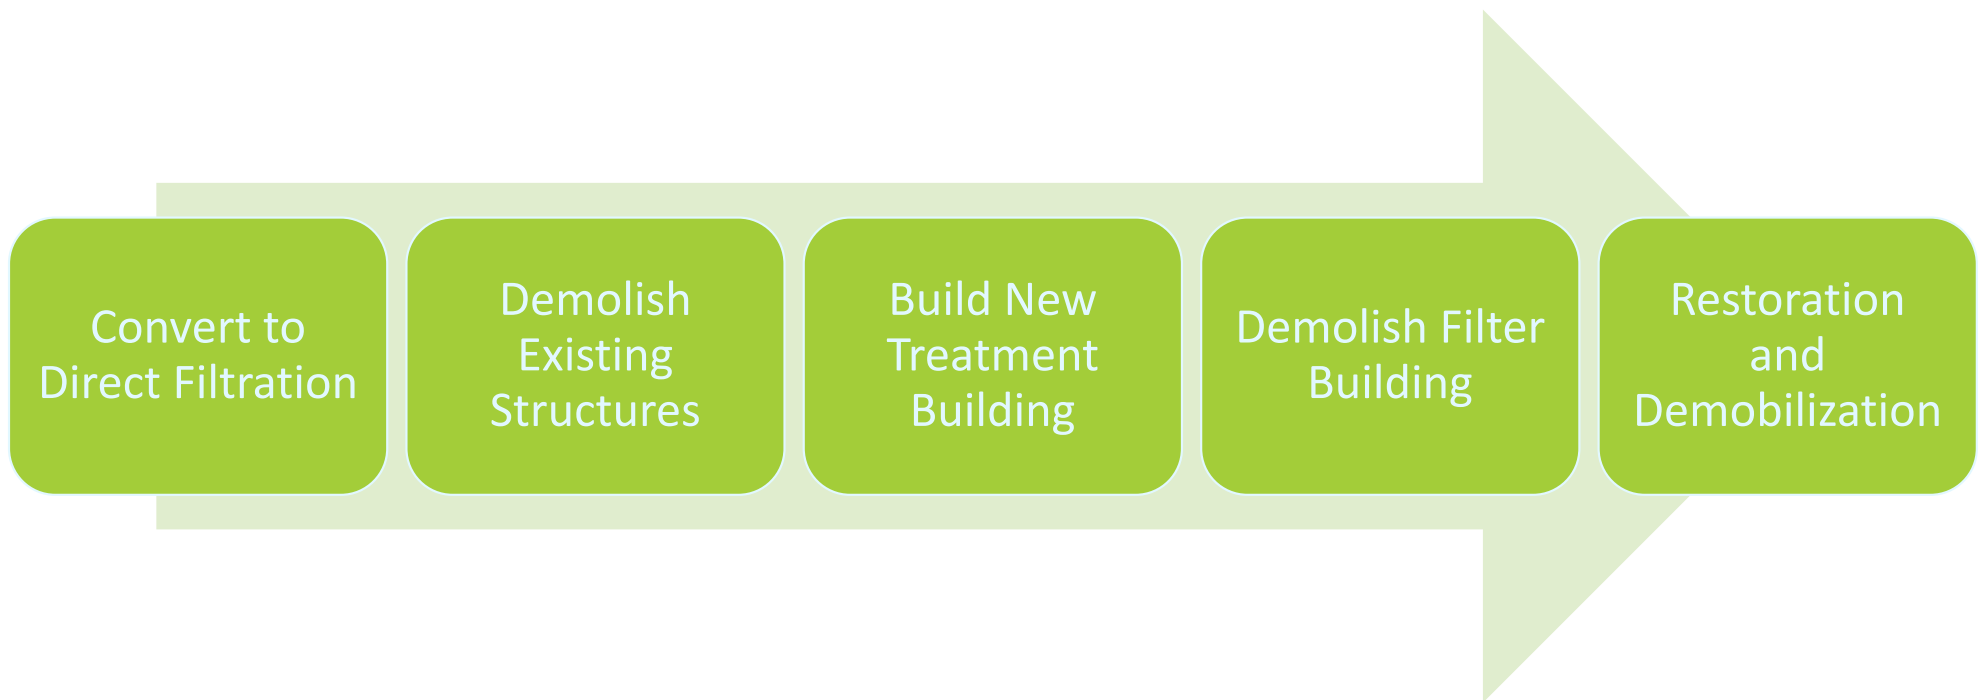 Convert to
Direct Filtration
Demolish
Existing
Structures
Build New
Treatment
Building
Demolish Filter
Building
Restoration
and
Demobilization